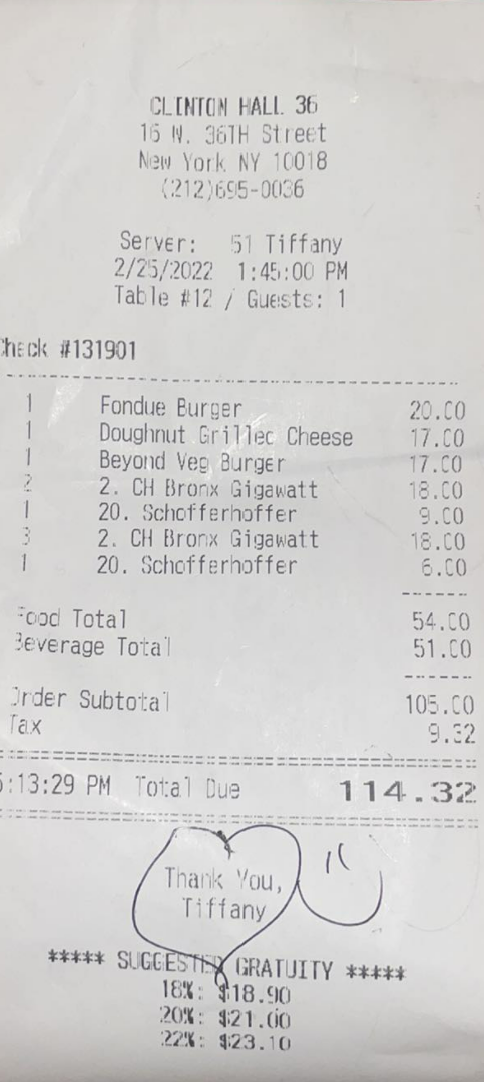 CLINTON HALL 36
16 W. 36TH Street
New York NY 10018
(212)695-0036
Server: 51 Tiffany
2/25/2022 1:45:00 PM
Table #12 / Guests: 1
Check #131901
1 Fondue Burger 20.00
1 Doughnut Grilled Cheese 17.00
1 Beyond Veg Burger 17.00
2 2. CH Bronx Gigawatt 18.00
1 20. Schofferhoffer 9.00
3 2. CH Bronx Gigawatt 18.00
1 20. Schofferhoffer 6.00
Food Total 54.00
Beverage Total 51.00
Order Subtotal 105.00
Tax 9.32
:13:29 PM Total Due 114.32
Thank You,
Tiffany
***** SUGGESTED GRATUITY *****
18%: $18.90
20%: $21.00
22%: $23.10